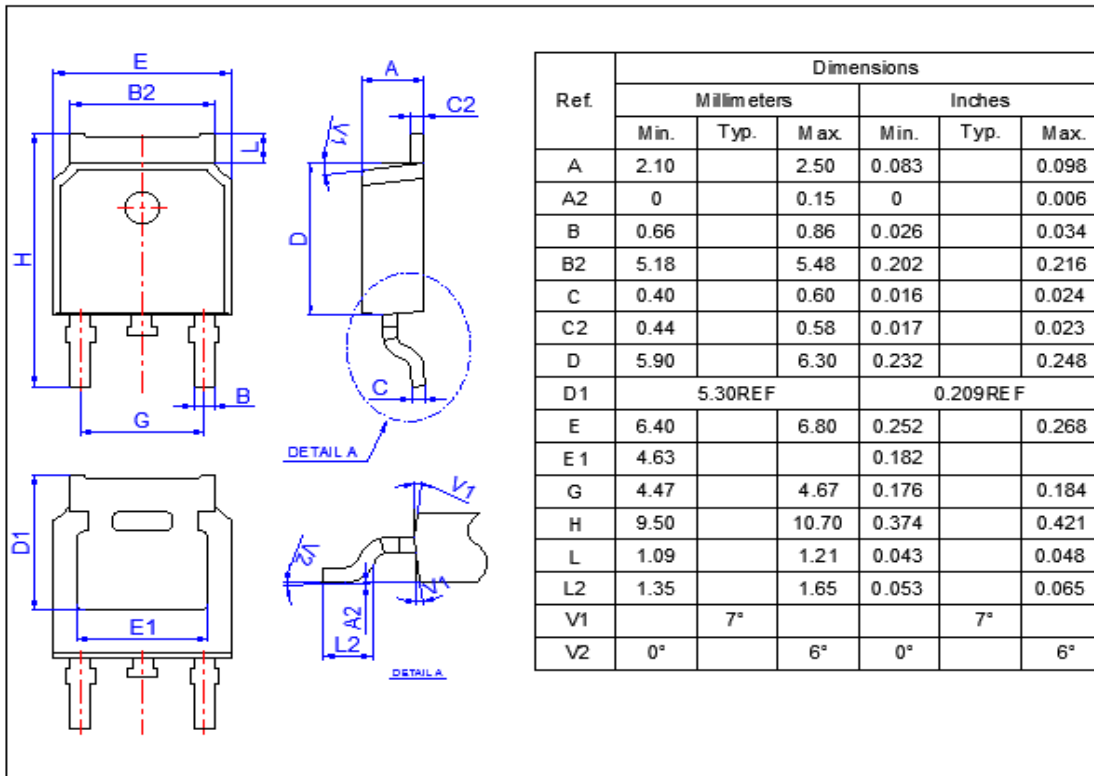 E
B2
L
H
B
G
A
C2
V1
D
C
DETAIL A
D1
E1
V1
V2
A2
V1
L2
DETAIL A
Ref. Dimensions
Millimeters Inches
Min. Typ. Max. Min. Typ. Max.
A 2.10 2.50 0.083 0.098
A2 0 0.15 0 0.006
B 0.66 0.86 0.026 0.034
B2 5.18 5.48 0.202 0.216
C 0.40 0.60 0.016 0.024
C2 0.44 0.58 0.017 0.023
D 5.90 6.30 0.232 0.248
D1 5.30REF 0.209REF
E 6.40 6.80 0.252 0.268
E1 4.63 0.182
G 4.47 4.67 0.176 0.184
H 9.50 10.70 0.374 0.421
L 1.09 1.21 0.043 0.048
L2 1.35 1.65 0.053 0.065
V1 7° 7°
V2 0° 6° 0° 6°